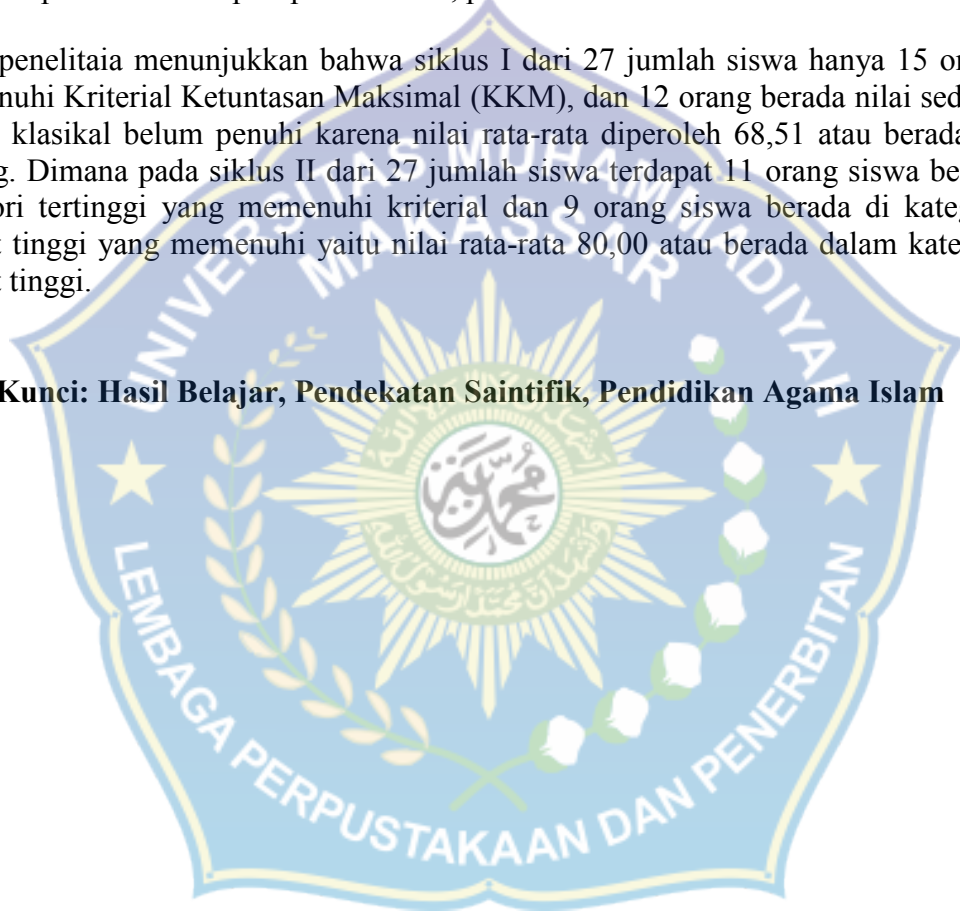 penelitaia menunjukkan bahwa siklus I dari 27 jumlah siswa hanya 15 or
nuhi Kriterial Ketuntasan Maksimal (KKM), dan 12 orang berada nilai sed
klasikal belum penuhi karena nilai rata-rata diperoleh 68,51 atau berada
g. Dimana pada siklus II dari 27 jumlah siswa terdapat 11 orang siswa be
ori tertinggi yang memenuhi kriterial dan 9 orang siswa berada di kateg
t tinggi yang memenuhi yaitu nilai rata-rata 80,00 atau berada dalam kate
t tinggi.
Kunci: Hasil Belajar, Pendekatan Saintifik, Pendidikan Agama Islam
UNIVERSITAS MUHAMMADIYAH
MAKASSAR
LEMBAGA PERPUSTAKAAN DAN PENERBITAN